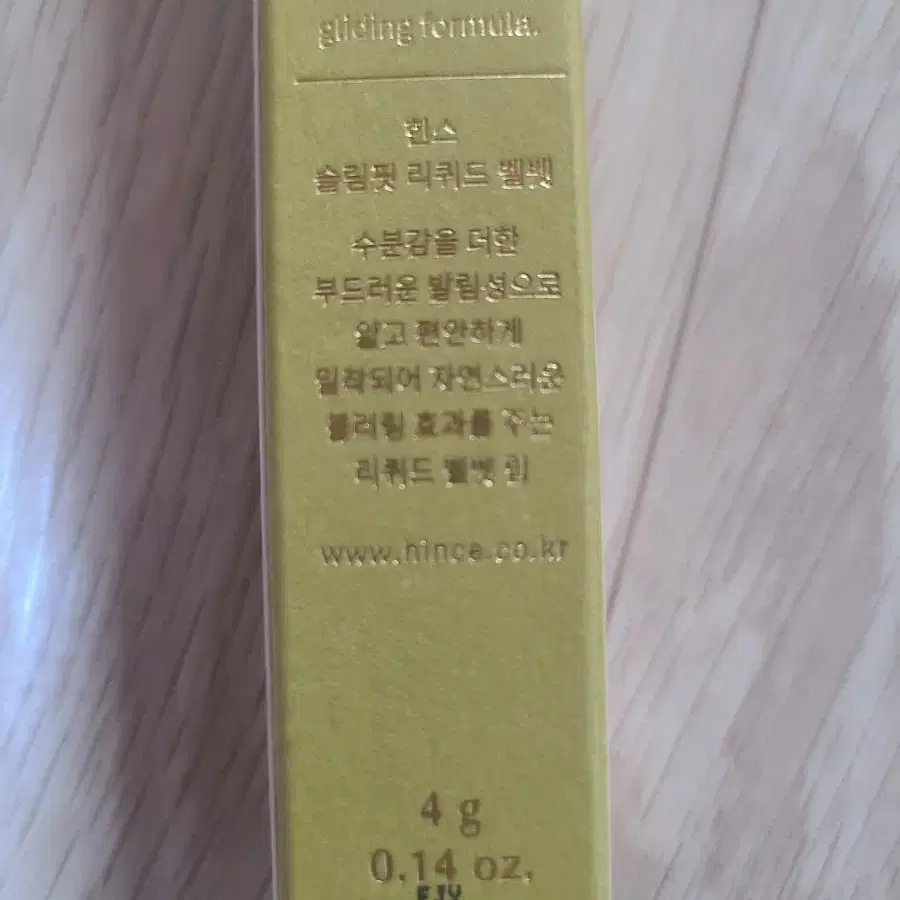 gliding formula.
힌스
슬림핏 리퀴드 벨벳
수분감을 더한
부드러운 발림성으로
얇고 편안하게
밀착되어 자연스러운
블러링 효과를 주는
리퀴드 벨벳 립
www.hince.co.kr
4 g
0.14 oz.